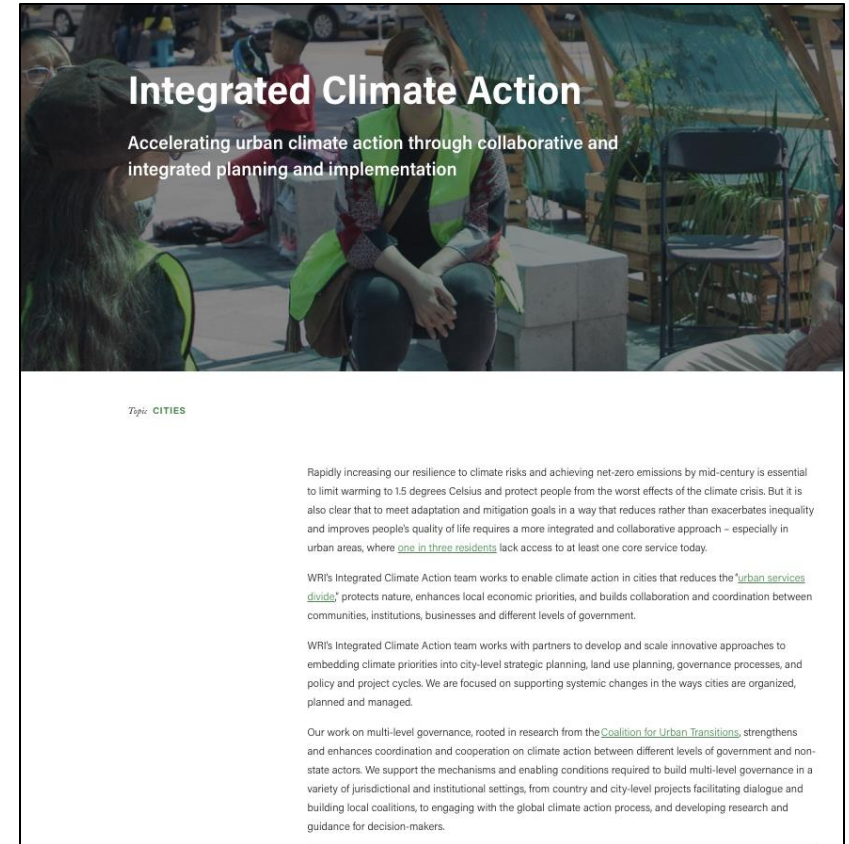 Integrated Climate Action
Accelerating urban climate action through collaborative and
integrated planning and implementation
Topic CITIES
Rapidly increasing our resilience to climate risks and achieving net-zero emissions by mid-century is essential
to limit warming to 1.5 degrees Celsius and protect people from the worst effects of the climate crisis. But it is
also clear that to meet adaptation and mitigation goals in a way that reduces rather than exacerbates inequality
and improves people's quality of life requires a more integrated and collaborative approach – especially in
urban areas, where one in three residents lack access to at least one core service today.
WRI's Integrated Climate Action team works to enable climate action in cities that reduces the "urban services
divide," protects nature, enhances local economic priorities, and builds collaboration and coordination between
communities, institutions, businesses and different levels of government.
WRI's Integrated Climate Action team works with partners to develop and scale innovative approaches to
embedding climate priorities into city-level strategic planning, land use planning, governance processes, and
policy and project cycles. We are focused on supporting systemic changes in the ways cities are organized,
planned and managed.
Our work on multi-level governance, rooted in research from the Coalition for Urban Transitions, strengthens
and enhances coordination and cooperation on climate action between different levels of government and non-
state actors. We support the mechanisms and enabling conditions required to build multi-level governance in a
variety of jurisdictional and institutional settings, from country and city-level projects facilitating dialogue and
building local coalitions, to engaging with the global climate action process, and developing research and
guidance for decision-makers.